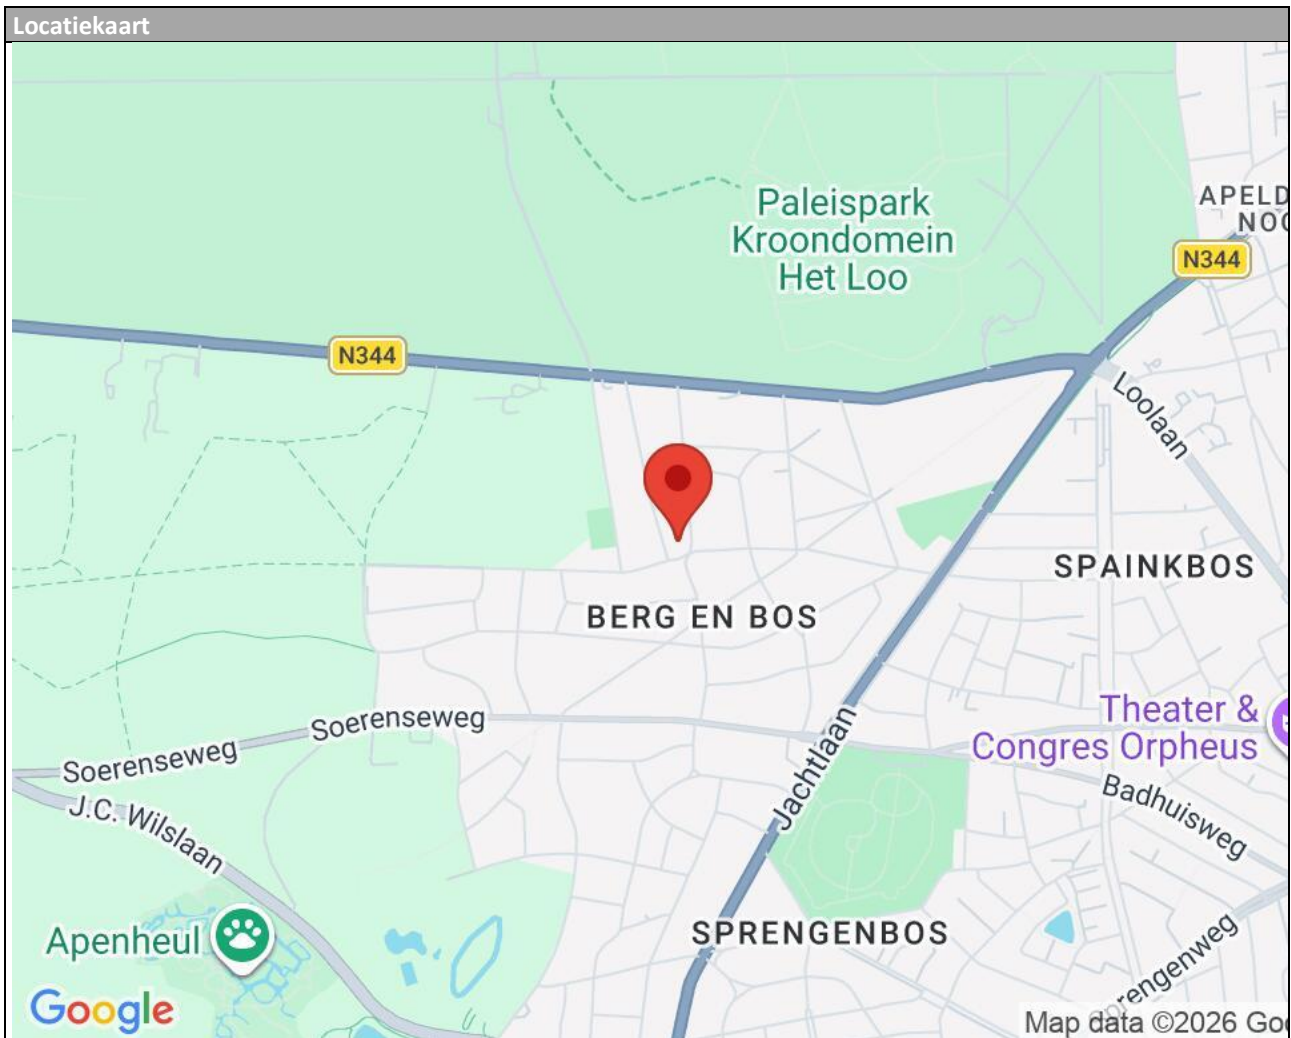 Locatiekaart
Paleispark
Kroondomein
Het Loo
APELD
NOO
N344
N344
Loolaan
SPAINKBOS
BERG EN BOS
Theater &
Congres Orpheus
Soerenseweg
Soerenseweg
Jachtlaan
J.C. Wilslaan
Badhuisweg
Apenheul
SPRENGENBOS
prengenweg
Google
Map data ©2026 Goo